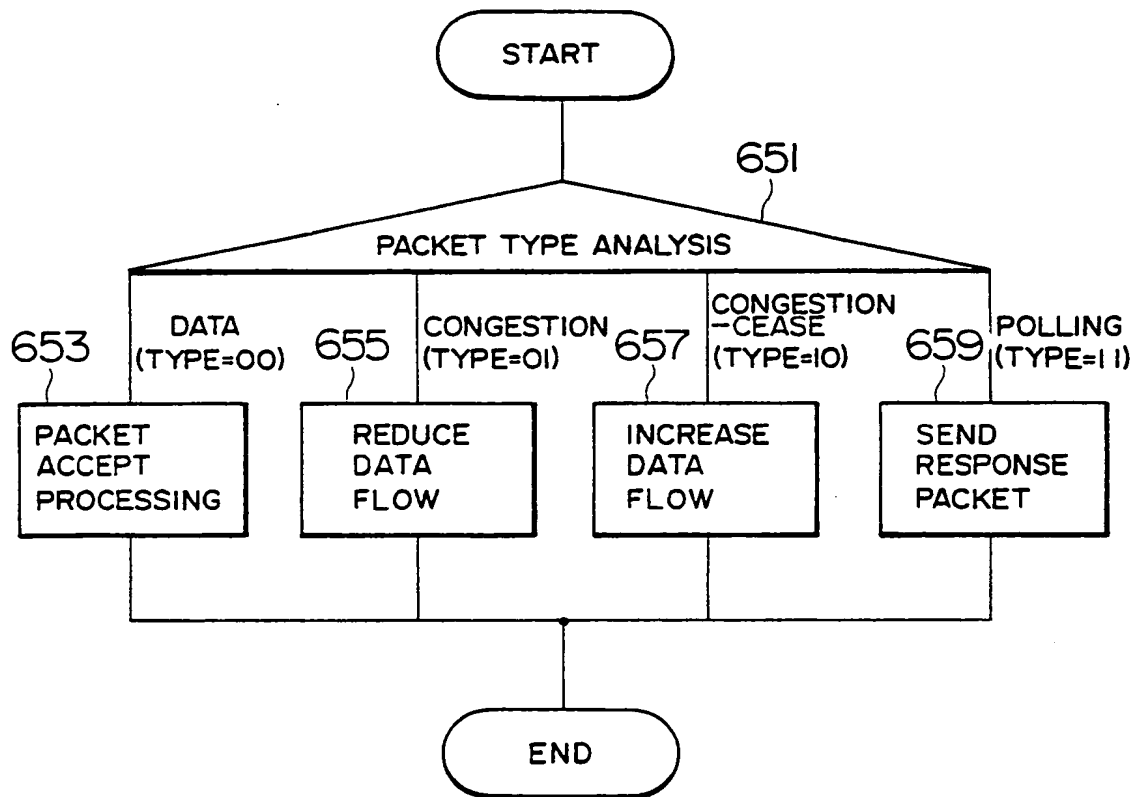 START
651
PACKET TYPE ANALYSIS
653
DATA
(TYPE=00)
655
CONGESTION
(TYPE=01)
657
CONGESTION
-CEASE
(TYPE=10)
659
POLLING
(TYPE=11)
PACKET
ACCEPT
PROCESSING
REDUCE
DATA
FLOW
INCREASE
DATA
FLOW
SEND
RESPONSE
PACKET
END